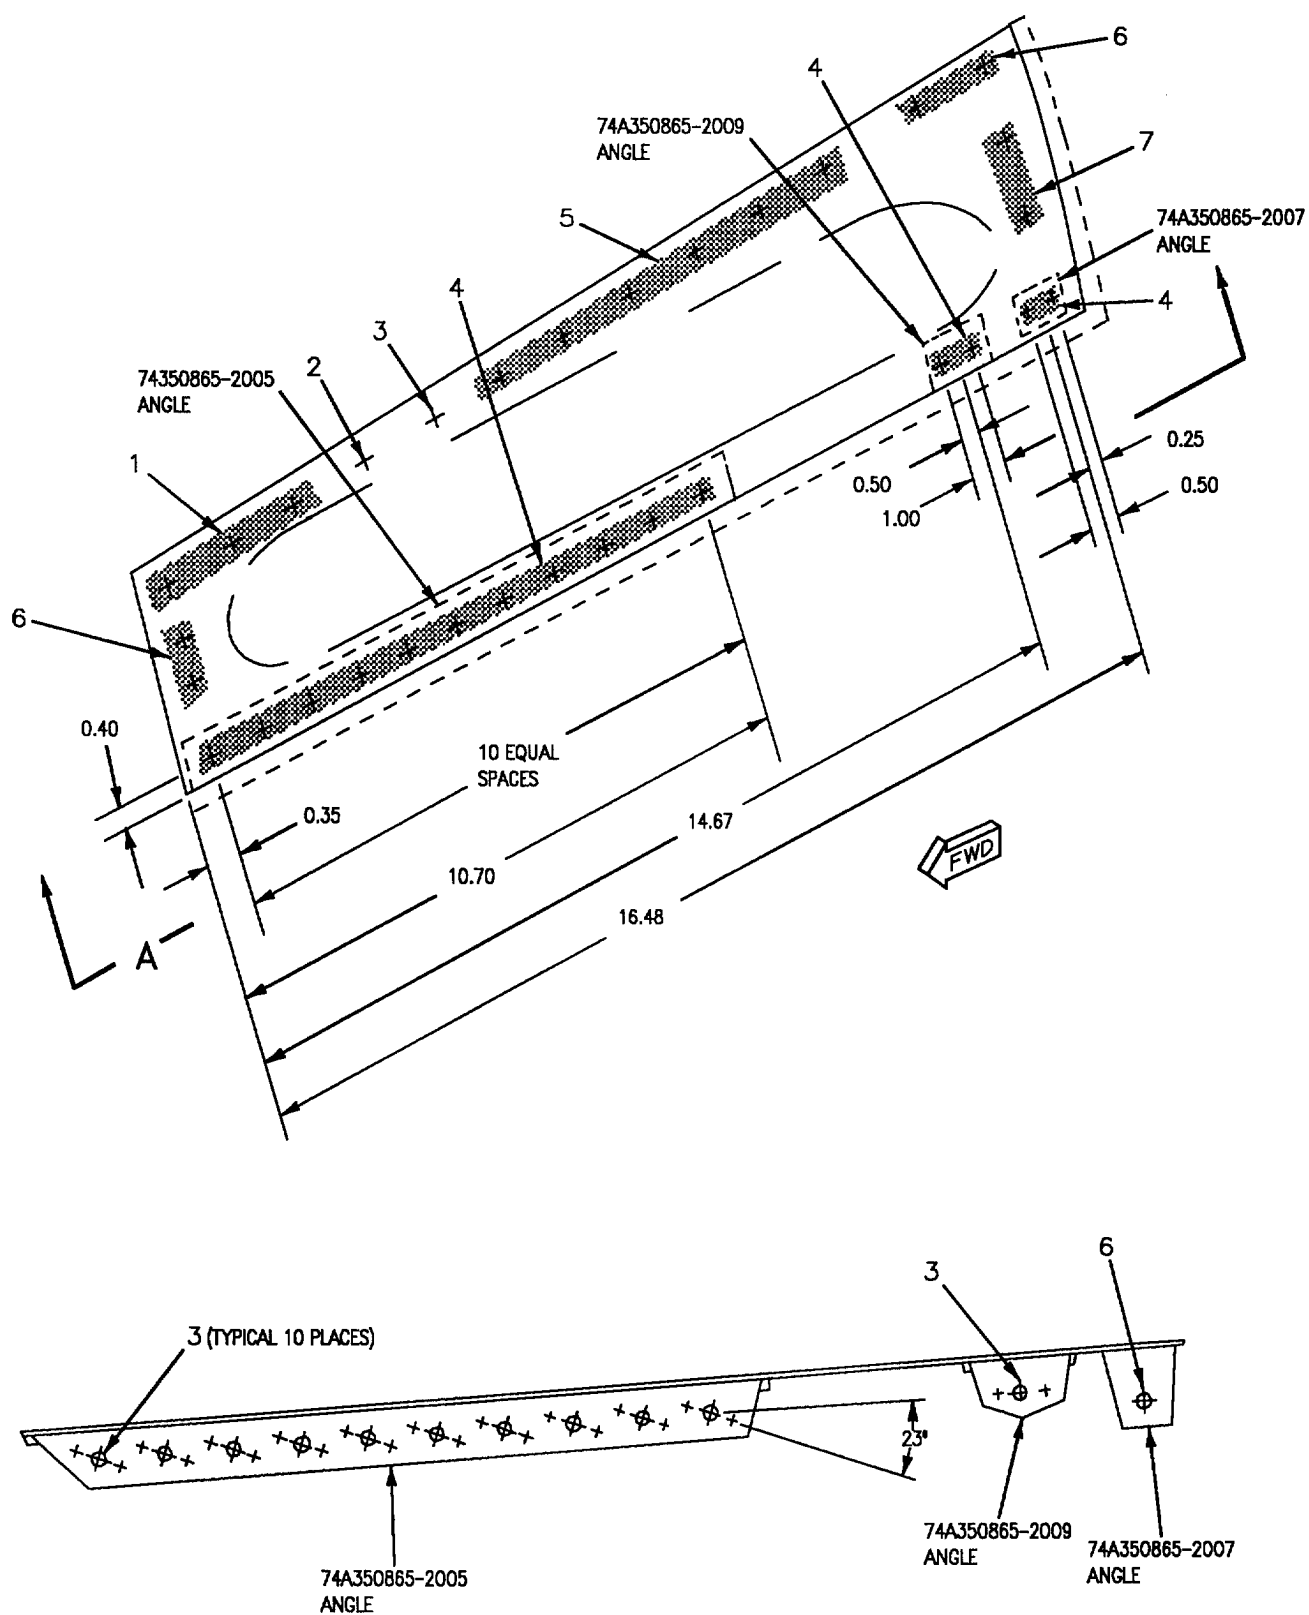 6
4
74A350865-2009
ANGLE
7
5
74A350865-2007
ANGLE
4
4
3
2
74350865-2005
ANGLE
1
0.25
0.50
0.50
1.00
6
0.40
10 EQUAL
SPACES
0.35
14.67
FWD
10.70
16.48
A
6
3
3 (TYPICAL 10 PLACES)
23°
74A350865-2009
ANGLE
74A350865-2007
ANGLE
74A350865-2005
ANGLE